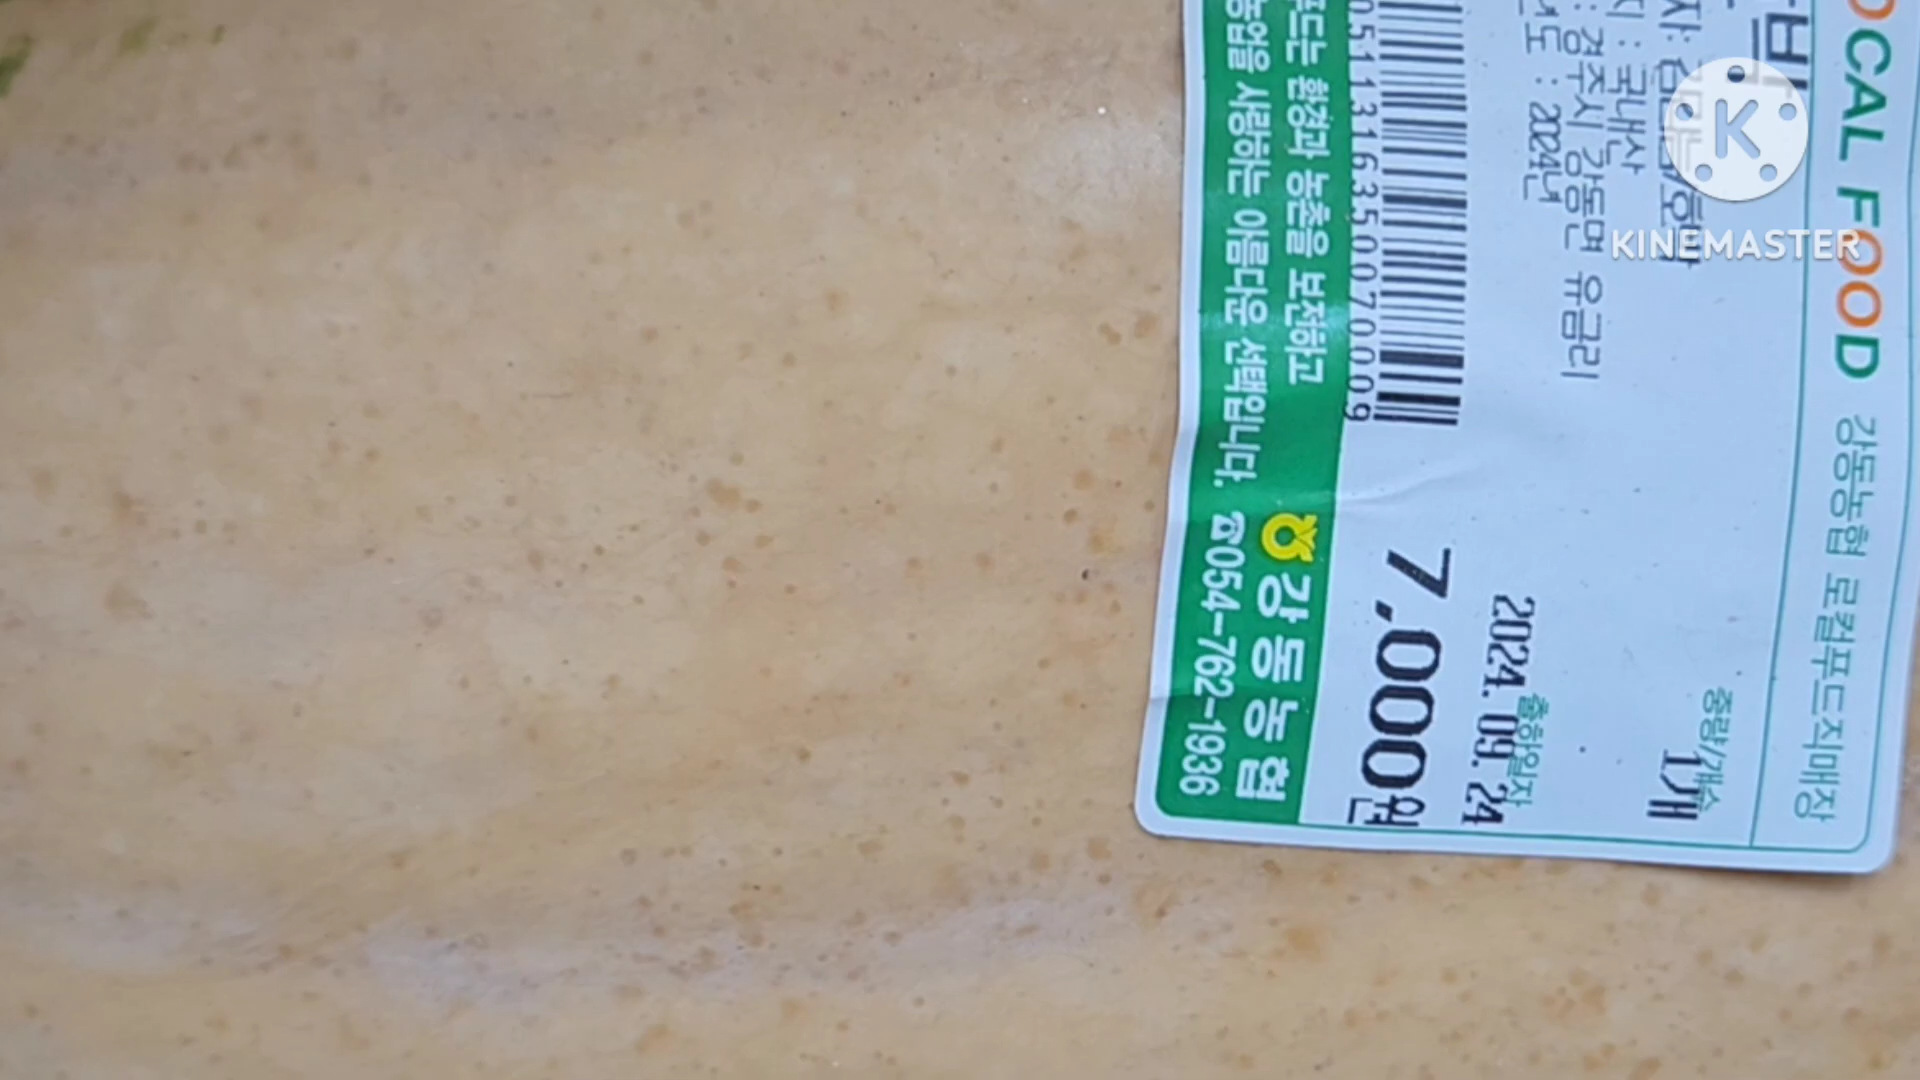 LOCAL FOOD 강동농협 로컬푸드직매장
중량/개수
1개
국내산
: 경주시 강동면 유금리
년도 : 2024년
출하일자
2024. 09. 24
7,000원
0511316350070009
푸드는 환경과 농촌을 보전하고
농업을 사랑하는 아름다운 선택입니다.
강동농협
☎054-762-1936
K
KINEMASTER